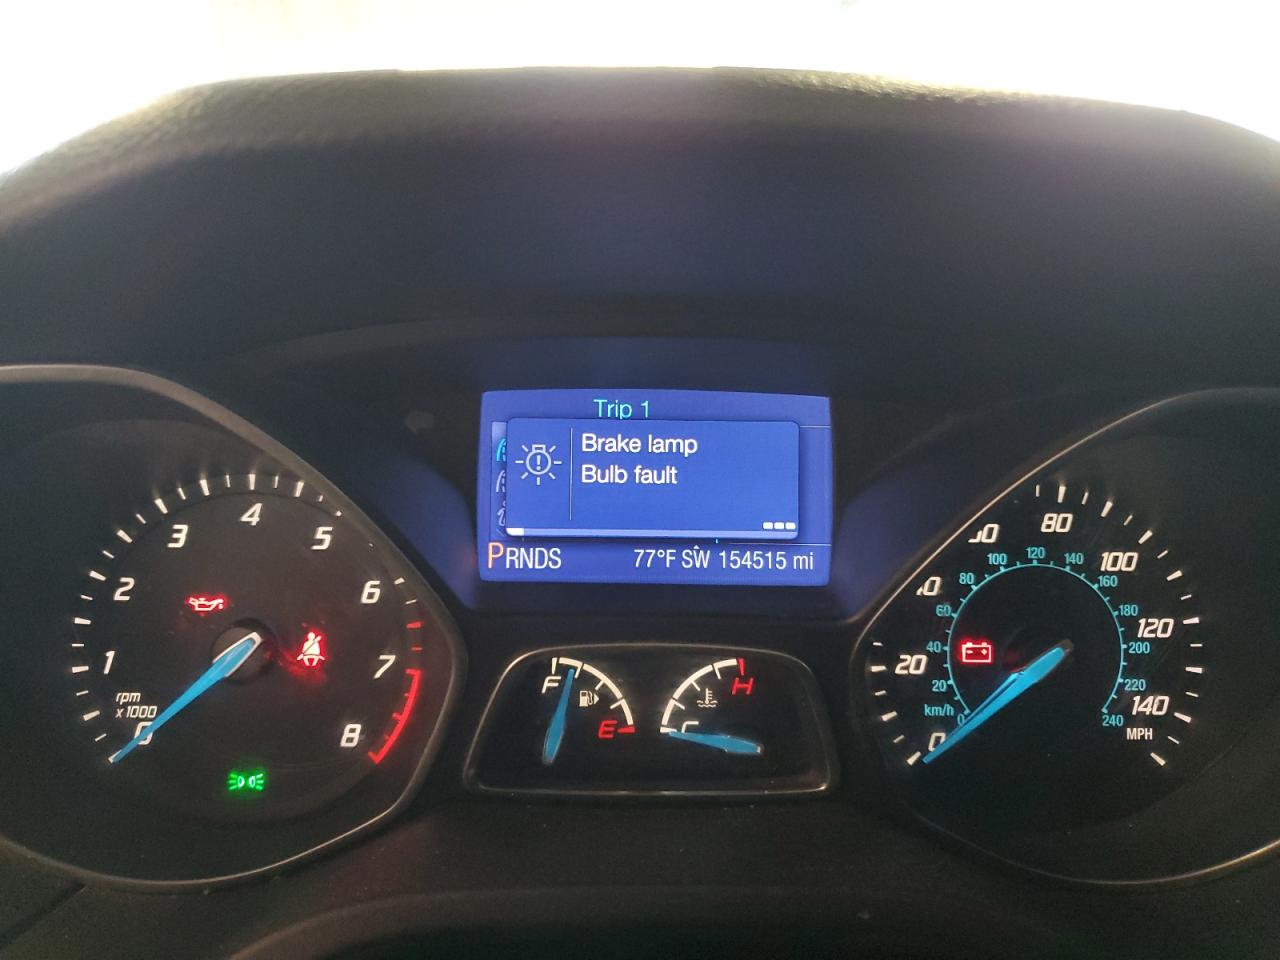 Trip 1
Brake lamp
Bulb fault
PRNDS 77°F SW 154515 mi
1 2 3 4 5 6 7 8
rpm
x1000
F E
C H
0 20 80 100 120 140
MPH
0 20 40 60 80 100 120 140 160 180 200 220 240
km/h